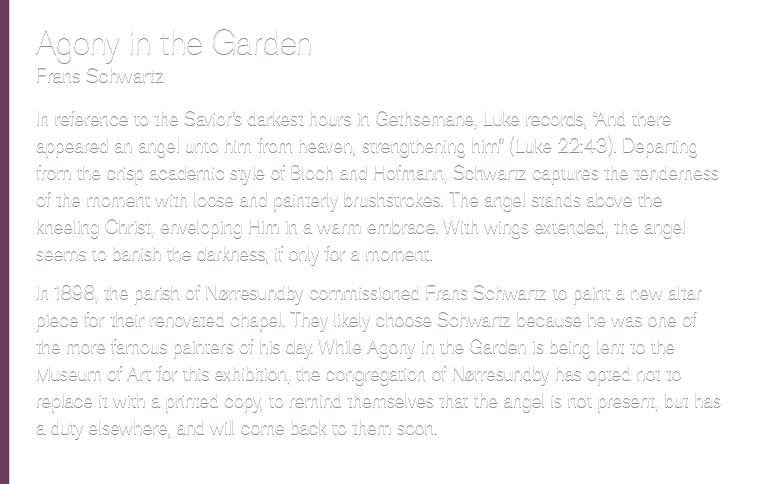 Agony in the Garden
Frans Schwartz
In reference to the Savior's darkest hours in Gethsemane, Luke records, “And there
appeared an angel unto him from heaven, strengthening him” (Luke 22:43). Departing
from the crisp academic style of Bloch and Hofmann, Schwartz captures the tenderness
of the moment with loose and painterly brushstrokes. The angel stands above the
kneeling Christ, enveloping Him in a warm embrace. With wings extended, the angel
seems to banish the darkness, if only for a moment.
In 1898, the parish of Nørresundby commissioned Frans Schwartz to paint a new altar
piece for their renovated chapel. They likely choose Schwartz because he was one of
the more famous painters of his day. While Agony in the Garden is being lent to the
Museum of Art for this exhibition, the congregation of Nørresundby has opted not to
replace it with a printed copy, to remind themselves that the angel is not present, but has
a duty elsewhere, and will come back to them soon.